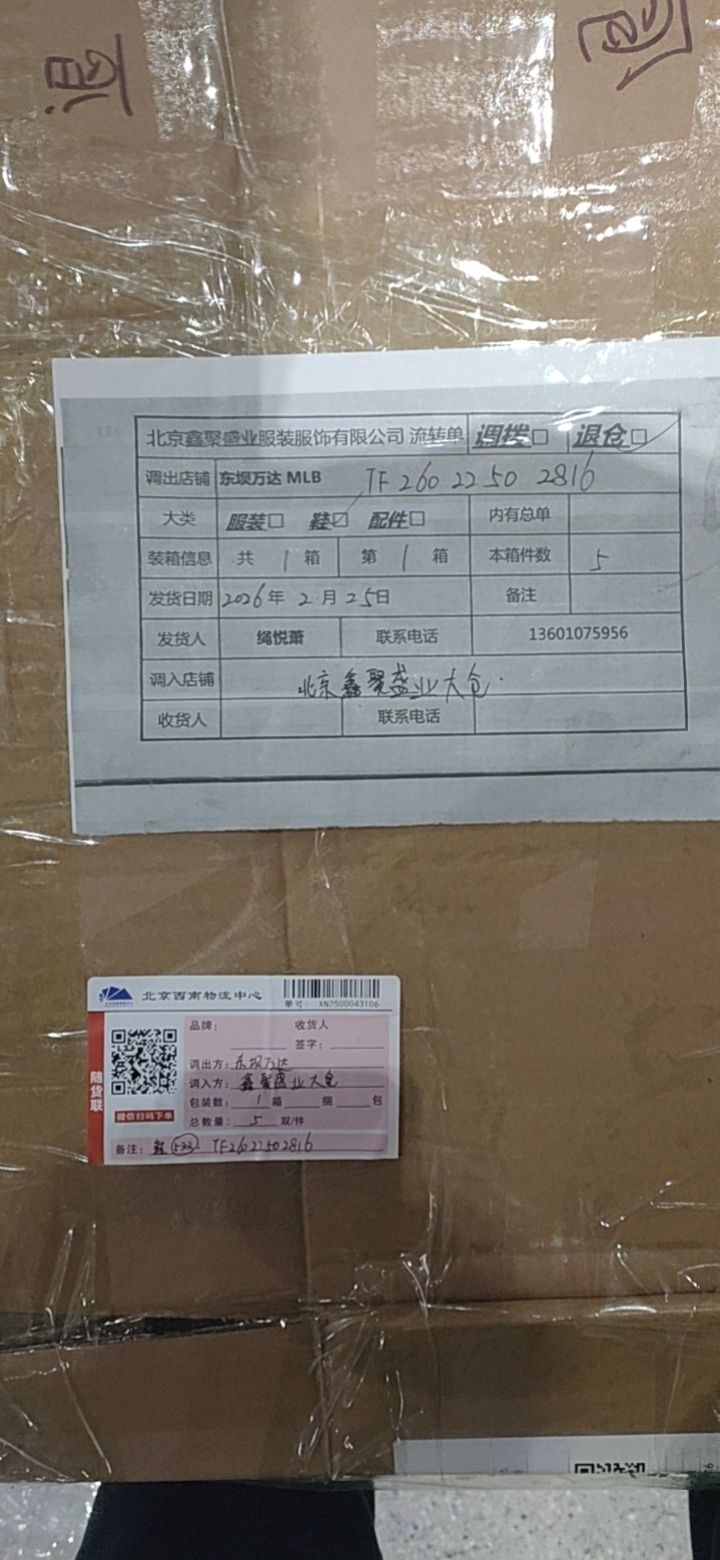 北京鑫聚盛业服装服饰有限公司 流转单 调拨□ 退仓□
调出店铺 东坝万达 MLB TF 260 22 50 2816
大类 服装□ 鞋☑ 配件□ 内有总单
装箱信息 共 1 箱 第 1 箱 本箱件数 5
发货日期 2026年 2 月 25日 备注
发货人 绳悦萧 联系电话 13601075956
调入店铺 北京鑫聚盛业大仓
收货人 联系电话
北京西南物流中心 单号: XN2500043106
品牌: 收货人
签字:
调出方: 东坝万达
调入方: 鑫聚盛业大仓
包装数: 1 箱 捆 包
总数量: 5 双/件
随货联
微信扫码下单
备注: 鞋 533 TF26022502816